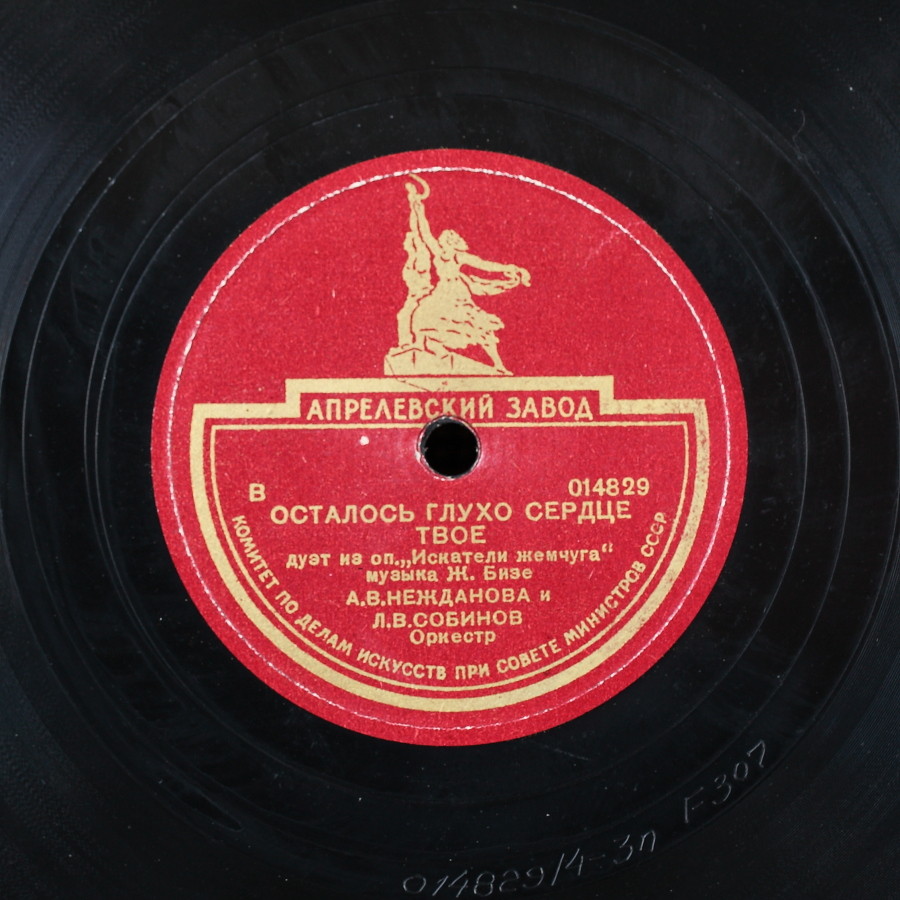 АПРЕЛЕВСКИЙ ЗАВОД
В 014829
ОСТАЛОСЬ ГЛУХО СЕРДЦЕ
ТВОЕ
дуэт из оп. „Искатели жемчуга“
музыка Ж. Бизе
А.В.НЕЖДАНОВА и
Л.В.СОБИНОВ
Оркестр
КОМИТЕТ ПО ДЕЛАМ ИСКУССТВ ПРИ СОВЕТЕ МИНИСТРОВ СССР
014829/4-3п F307